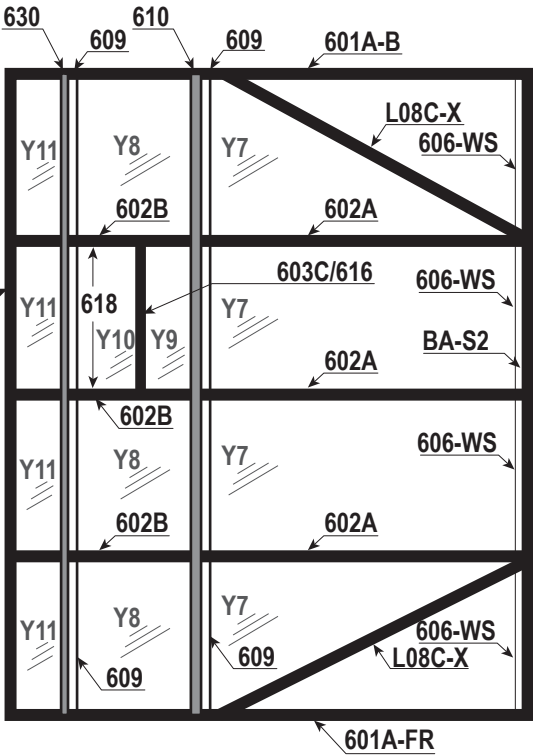 630 609 610 609 601A-B
L08C-X
606-WS
Y11 Y8 Y7
602B 602A
603C/616
606-WS
Y11 618 Y10 Y9 Y7
BA-S2
602A
602B
606-WS
Y11 Y8 Y7
602B 602A
Y11 Y8 Y7
606-WS
609 609 L08C-X
601A-FR